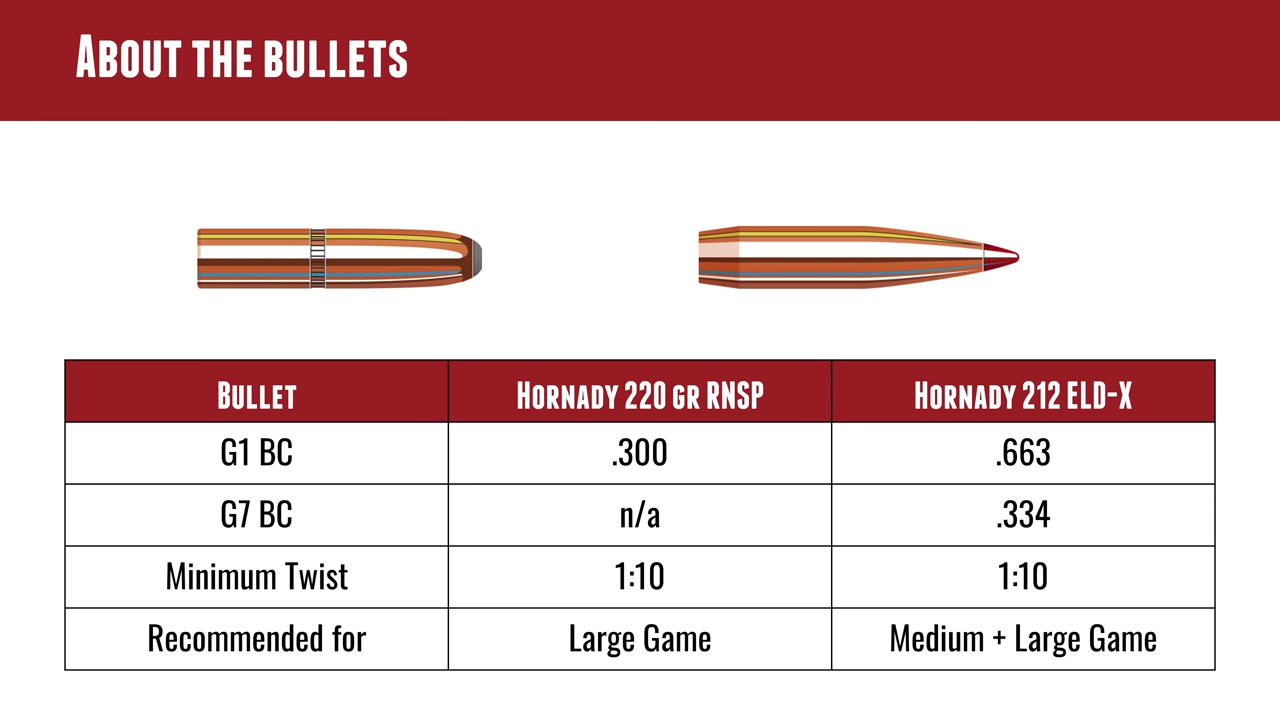 About the bullets
Bullet Hornady 220 gr RNSP Hornady 212 ELD-X
G1 BC .300 .663
G7 BC n/a .334
Minimum Twist 1:10 1:10
Recommended for Large Game Medium + Large Game